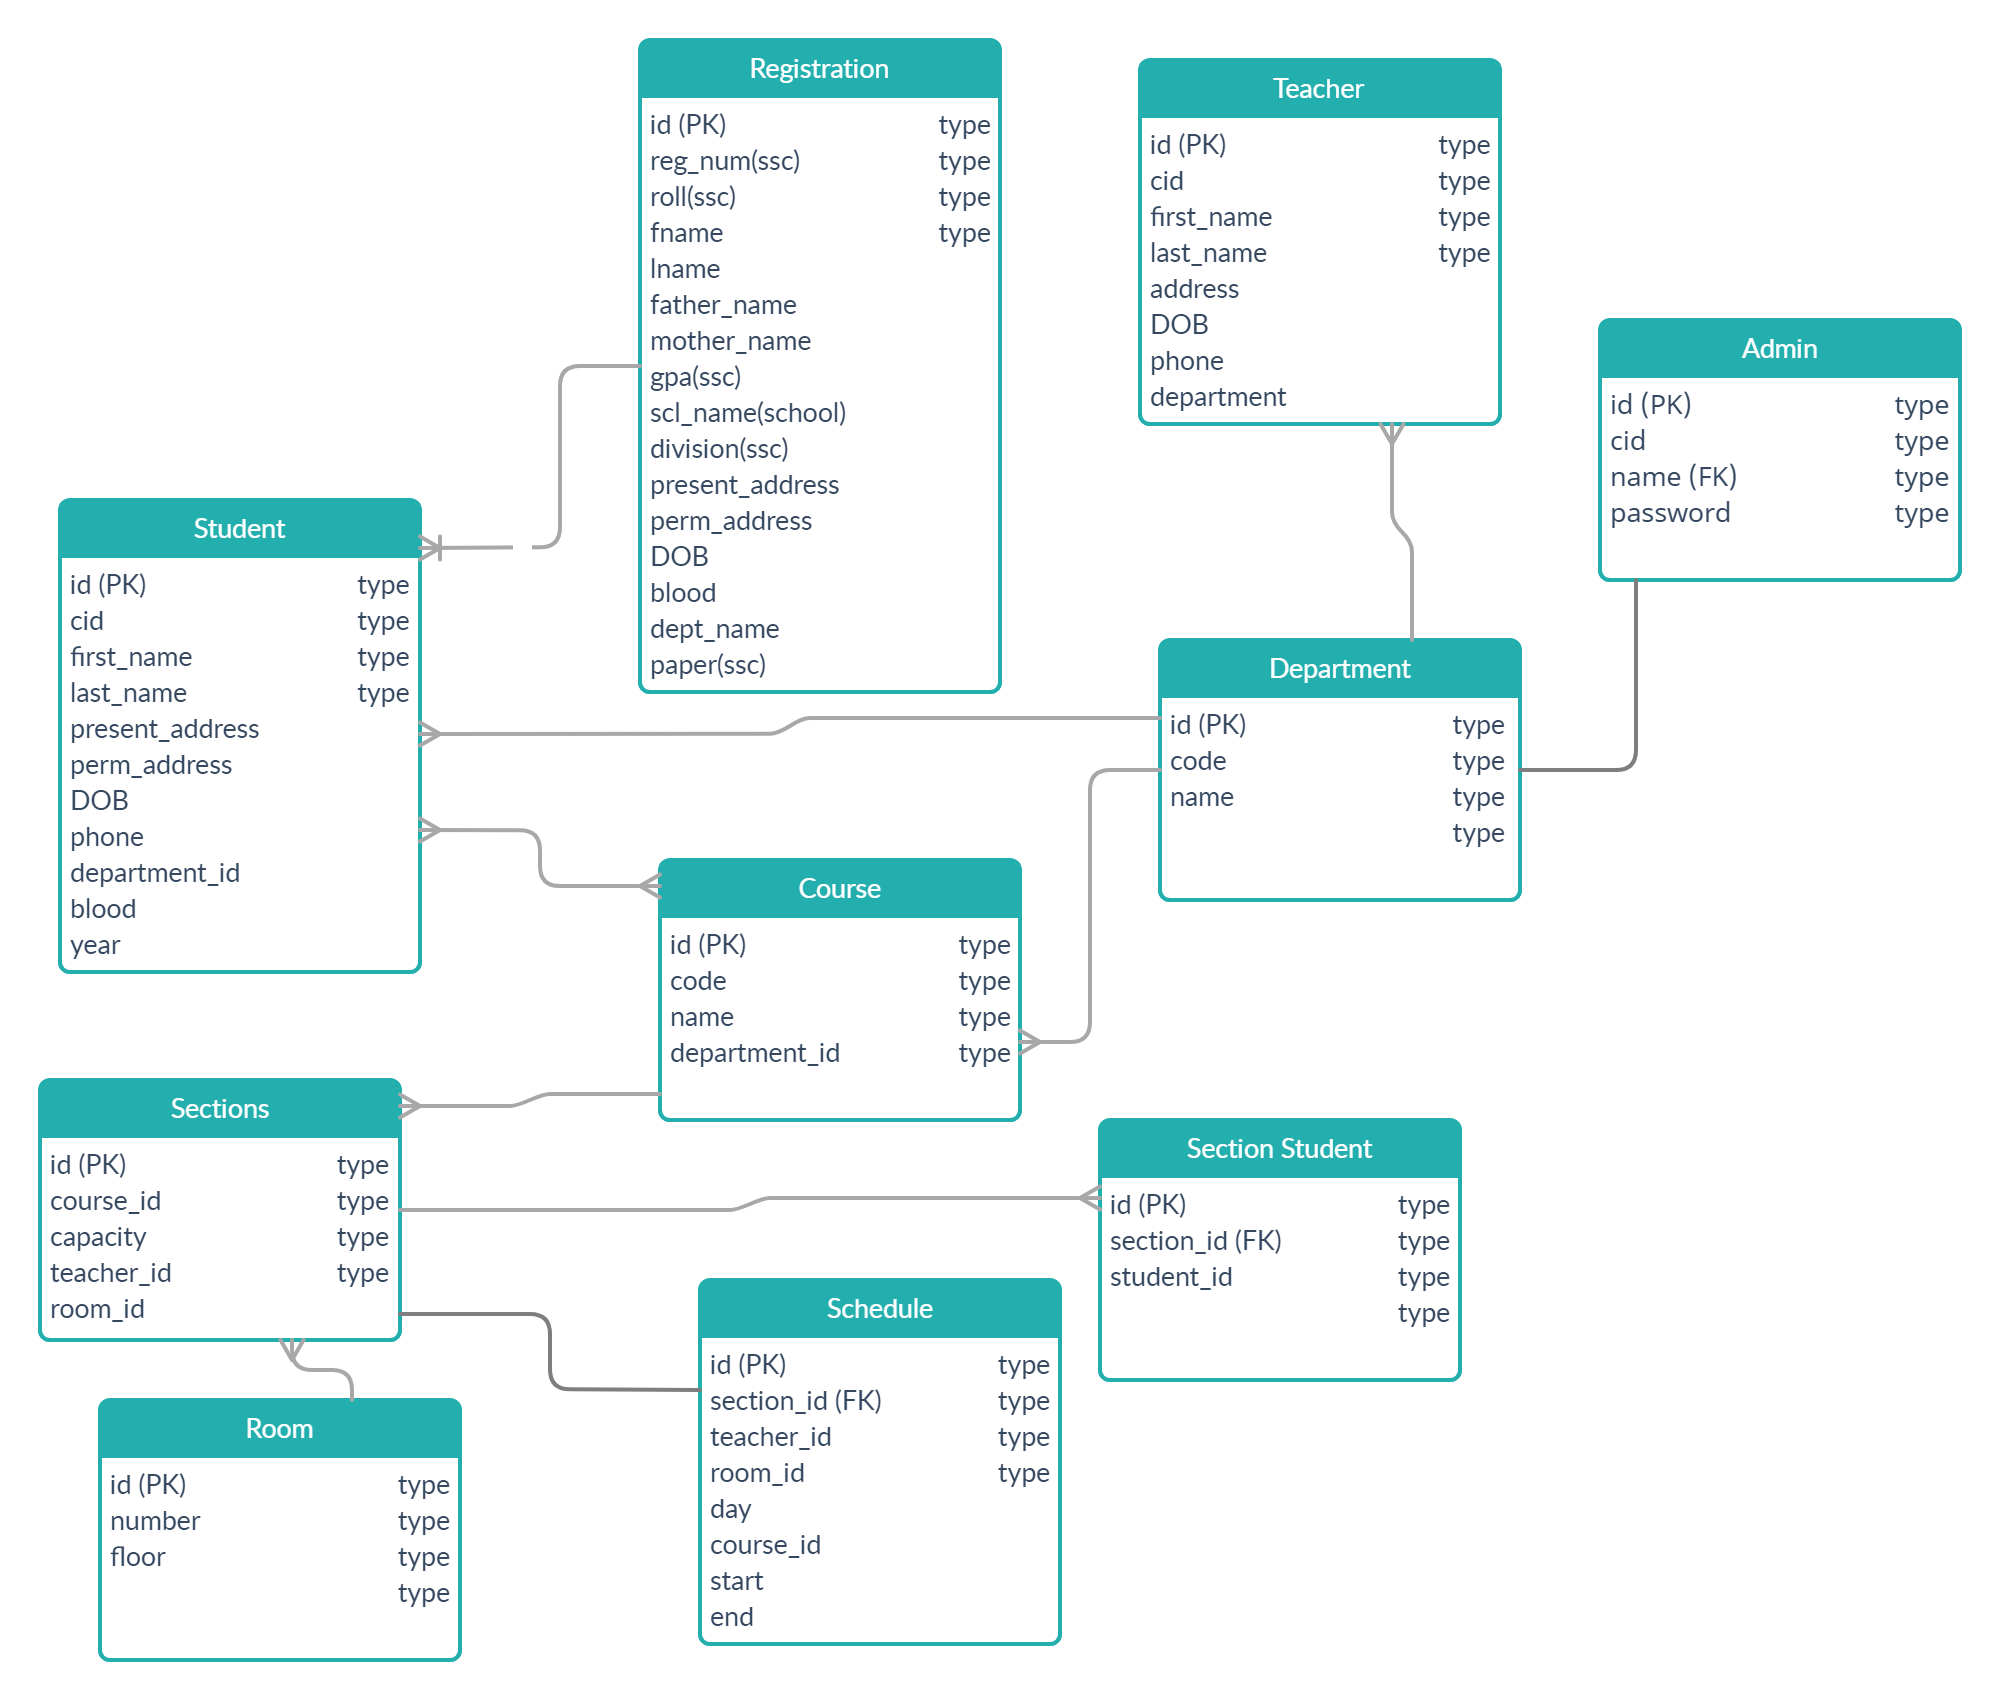 Registration
id (PK) type
reg_num(ssc) type
roll(ssc) type
fname type
lname
father_name
mother_name
gpa(ssc)
scl_name(school)
division(ssc)
present_address
perm_address
DOB
blood
dept_name
paper(ssc)
Teacher
id (PK) type
cid type
first_name type
last_name type
address
DOB
phone
department
Admin
id (PK) type
cid type
name (FK) type
password type
Student
id (PK) type
cid type
first_name type
last_name type
present_address
perm_address
DOB
phone
department_id
blood
year
Department
id (PK) type
code type
name type
type
Course
id (PK) type
code type
name type
department_id type
Sections
id (PK) type
course_id type
capacity type
teacher_id type
room_id
Section Student
id (PK) type
section_id (FK) type
student_id type
type
Schedule
id (PK) type
section_id (FK) type
teacher_id type
room_id type
day
course_id
start
end
Room
id (PK) type
number type
floor type
type